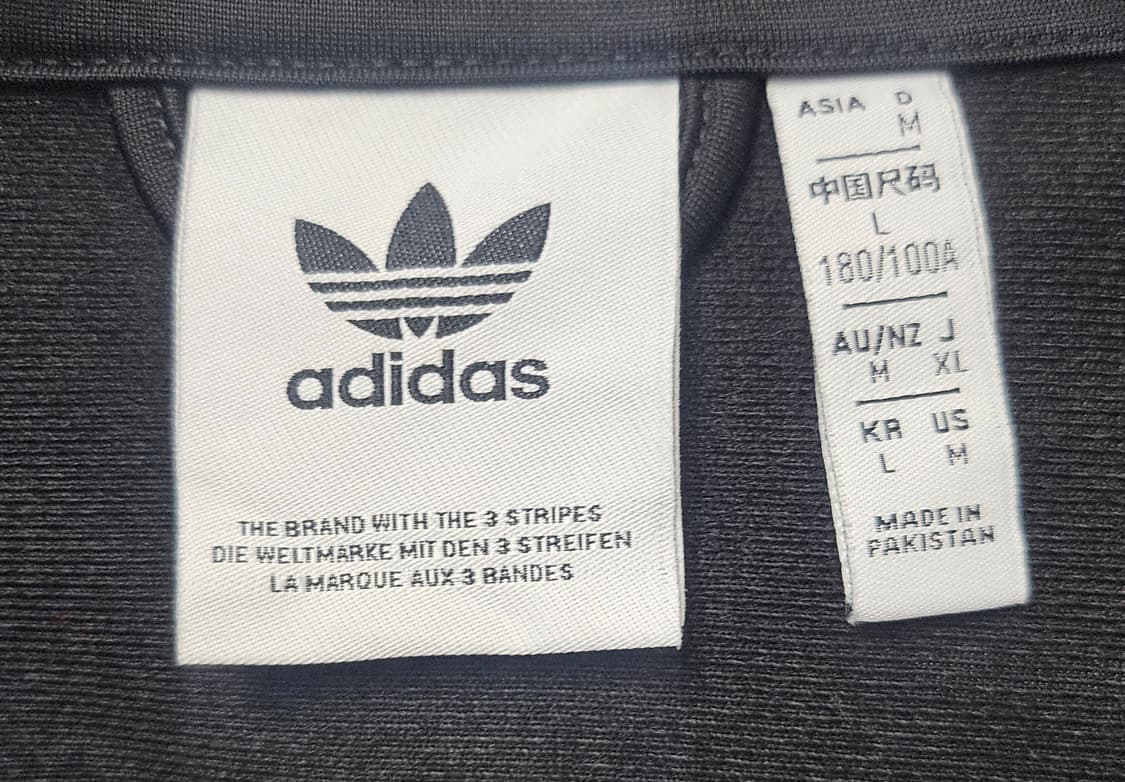 adidas
THE BRAND WITH THE 3 STRIPES
DIE WELTMARKE MIT DEN 3 STREIFEN
LA MARQUE AUX 3 BANDES
ASIA D
M
中国尺码
L
180/100A
AU/NZ J
M XL
KR US
L M
MADE IN
PAKISTAN